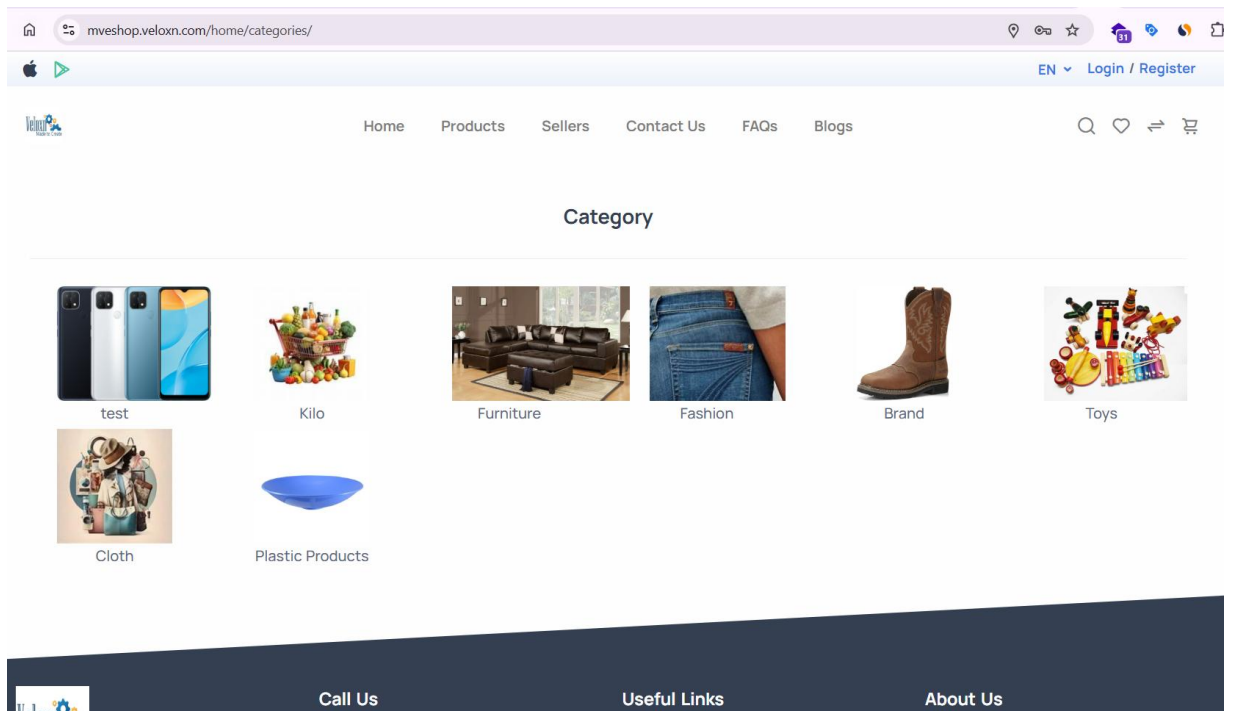 mveshop.veloxn.com/home/categories/
31
EN Login / Register
Home Products Sellers Contact Us FAQs Blogs
Category
test Kilo Furniture Fashion Brand Toys
Cloth Plastic Products
Call Us Useful Links About Us